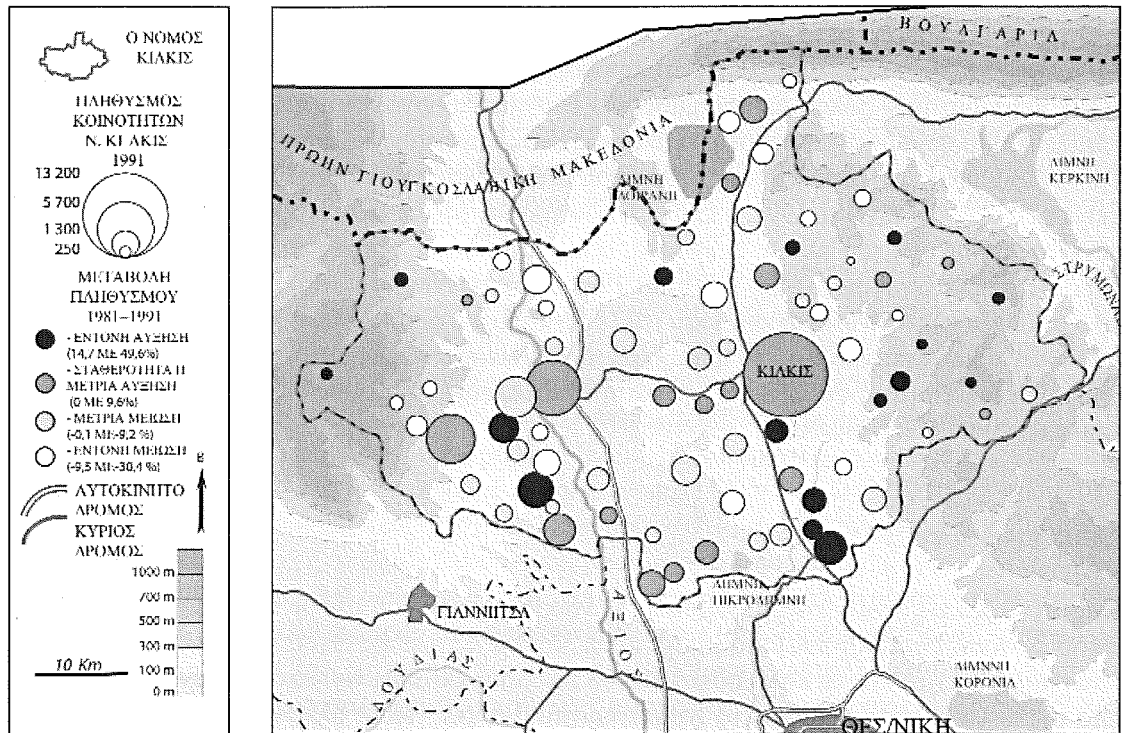 Ο ΝΟΜΟΣ
ΚΙΛΚΙΣ
ΠΛΗΘΥΣΜΟΣ
ΚΟΙΝΟΤΗΤΩΝ
Ν. ΚΙΛΚΙΣ
1991
13 200
5 700
1 300
250
ΜΕΤΑΒΟΛΗ
ΠΛΗΘΥΣΜΟΥ
1981–1991
- ΕΝΤΟΝΗ ΑΥΞΗΣΗ
(14,7 ΜΕ 49,6%)
- ΣΤΑΘΕΡΟΤΗΤΑ Η
ΜΕΤΡΙΑ ΑΥΞΗΣΗ
(0 ΜΕ 9,6%)
- ΜΕΤΡΙΑ ΜΕΙΩΣΗ
(-0,1 ΜΕ-9,2 %)
- ΕΝΤΟΝΗ ΜΕΙΩΣΗ
(-9,5 ΜΕ-30,4 %)
Β
ΑΥΤΟΚΙΝΗΤΟ
ΔΡΟΜΟΣ
ΚΥΡΙΟΣ
ΔΡΟΜΟΣ
1000 m
700 m
500 m
300 m
100 m
0 m
10 Km
ΒΟΥΛΓΑΡΙΑ
ΠΡΩΗΝ ΓΙΟΥΓΚΟΣΛΑΒΙΚΗ ΜΑΚΕΔΟΝΙΑ
ΛΙΜΝΗ
ΔΟΙΡΑΝΗ
ΛΙΜΝΗ
ΚΕΡΚΙΝΗ
ΣΤΡΥΜΩΝΑΣ
ΚΙΛΚΙΣ
ΛΙΜΝΗ
ΠΙΚΡΟΛΙΜΝΗ
ΓΙΑΝΝΙΤΣΑ
ΑΞΙΟΣ
ΛΟΥΔΙΑΣ
ΛΙΜΝΝΗ
ΚΟΡΩΝΙΑ
ΘΕΣ/ΝΙΚΗ